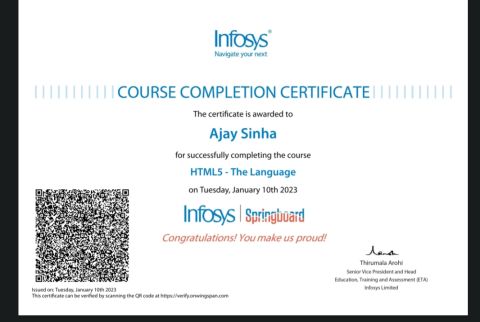 Infosys®
Navigate your next
COURSE COMPLETION CERTIFICATE
The certificate is awarded to
Ajay Sinha
for successfully completing the course
HTML5 - The Language
on Tuesday, January 10th 2023
Infosys | Springboard
Congratulations! You make us proud!
Thirumala Arohi
Senior Vice President and Head
Education, Training and Assessment (ETA)
Infosys Limited
Issued on: Tuesday, January 10th 2023
This certificate can be verified by scanning the QR code at https://verify.onwingspan.com